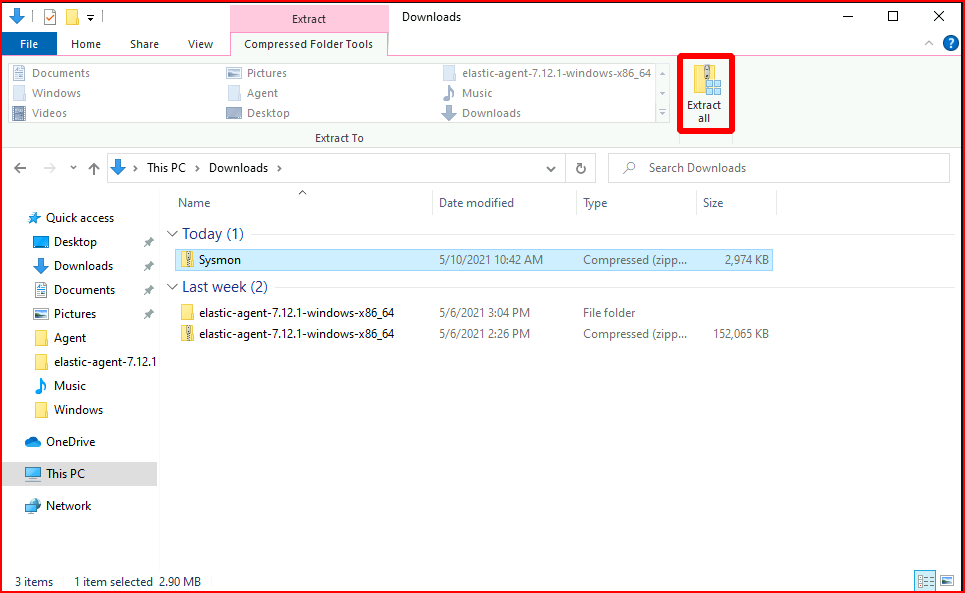 Extract Downloads
File Home Share View Compressed Folder Tools ?
Documents Pictures elastic-agent-7.12.1-windows-x86_64
Windows Agent Music
Videos Desktop Downloads
Extract
all
Extract To
This PC Downloads Search Downloads
Name Date modified Type Size
Quick access
Desktop
Downloads
Documents
Pictures
Agent
elastic-agent-7.12.1
Music
Windows
OneDrive
This PC
Network
Today (1)
Sysmon 5/10/2021 10:42 AM Compressed (zipp... 2,974 KB
Last week (2)
elastic-agent-7.12.1-windows-x86_64 5/6/2021 3:04 PM File folder
elastic-agent-7.12.1-windows-x86_64 5/6/2021 2:26 PM Compressed (zipp... 152,065 KB
3 items 1 item selected 2.90 MB